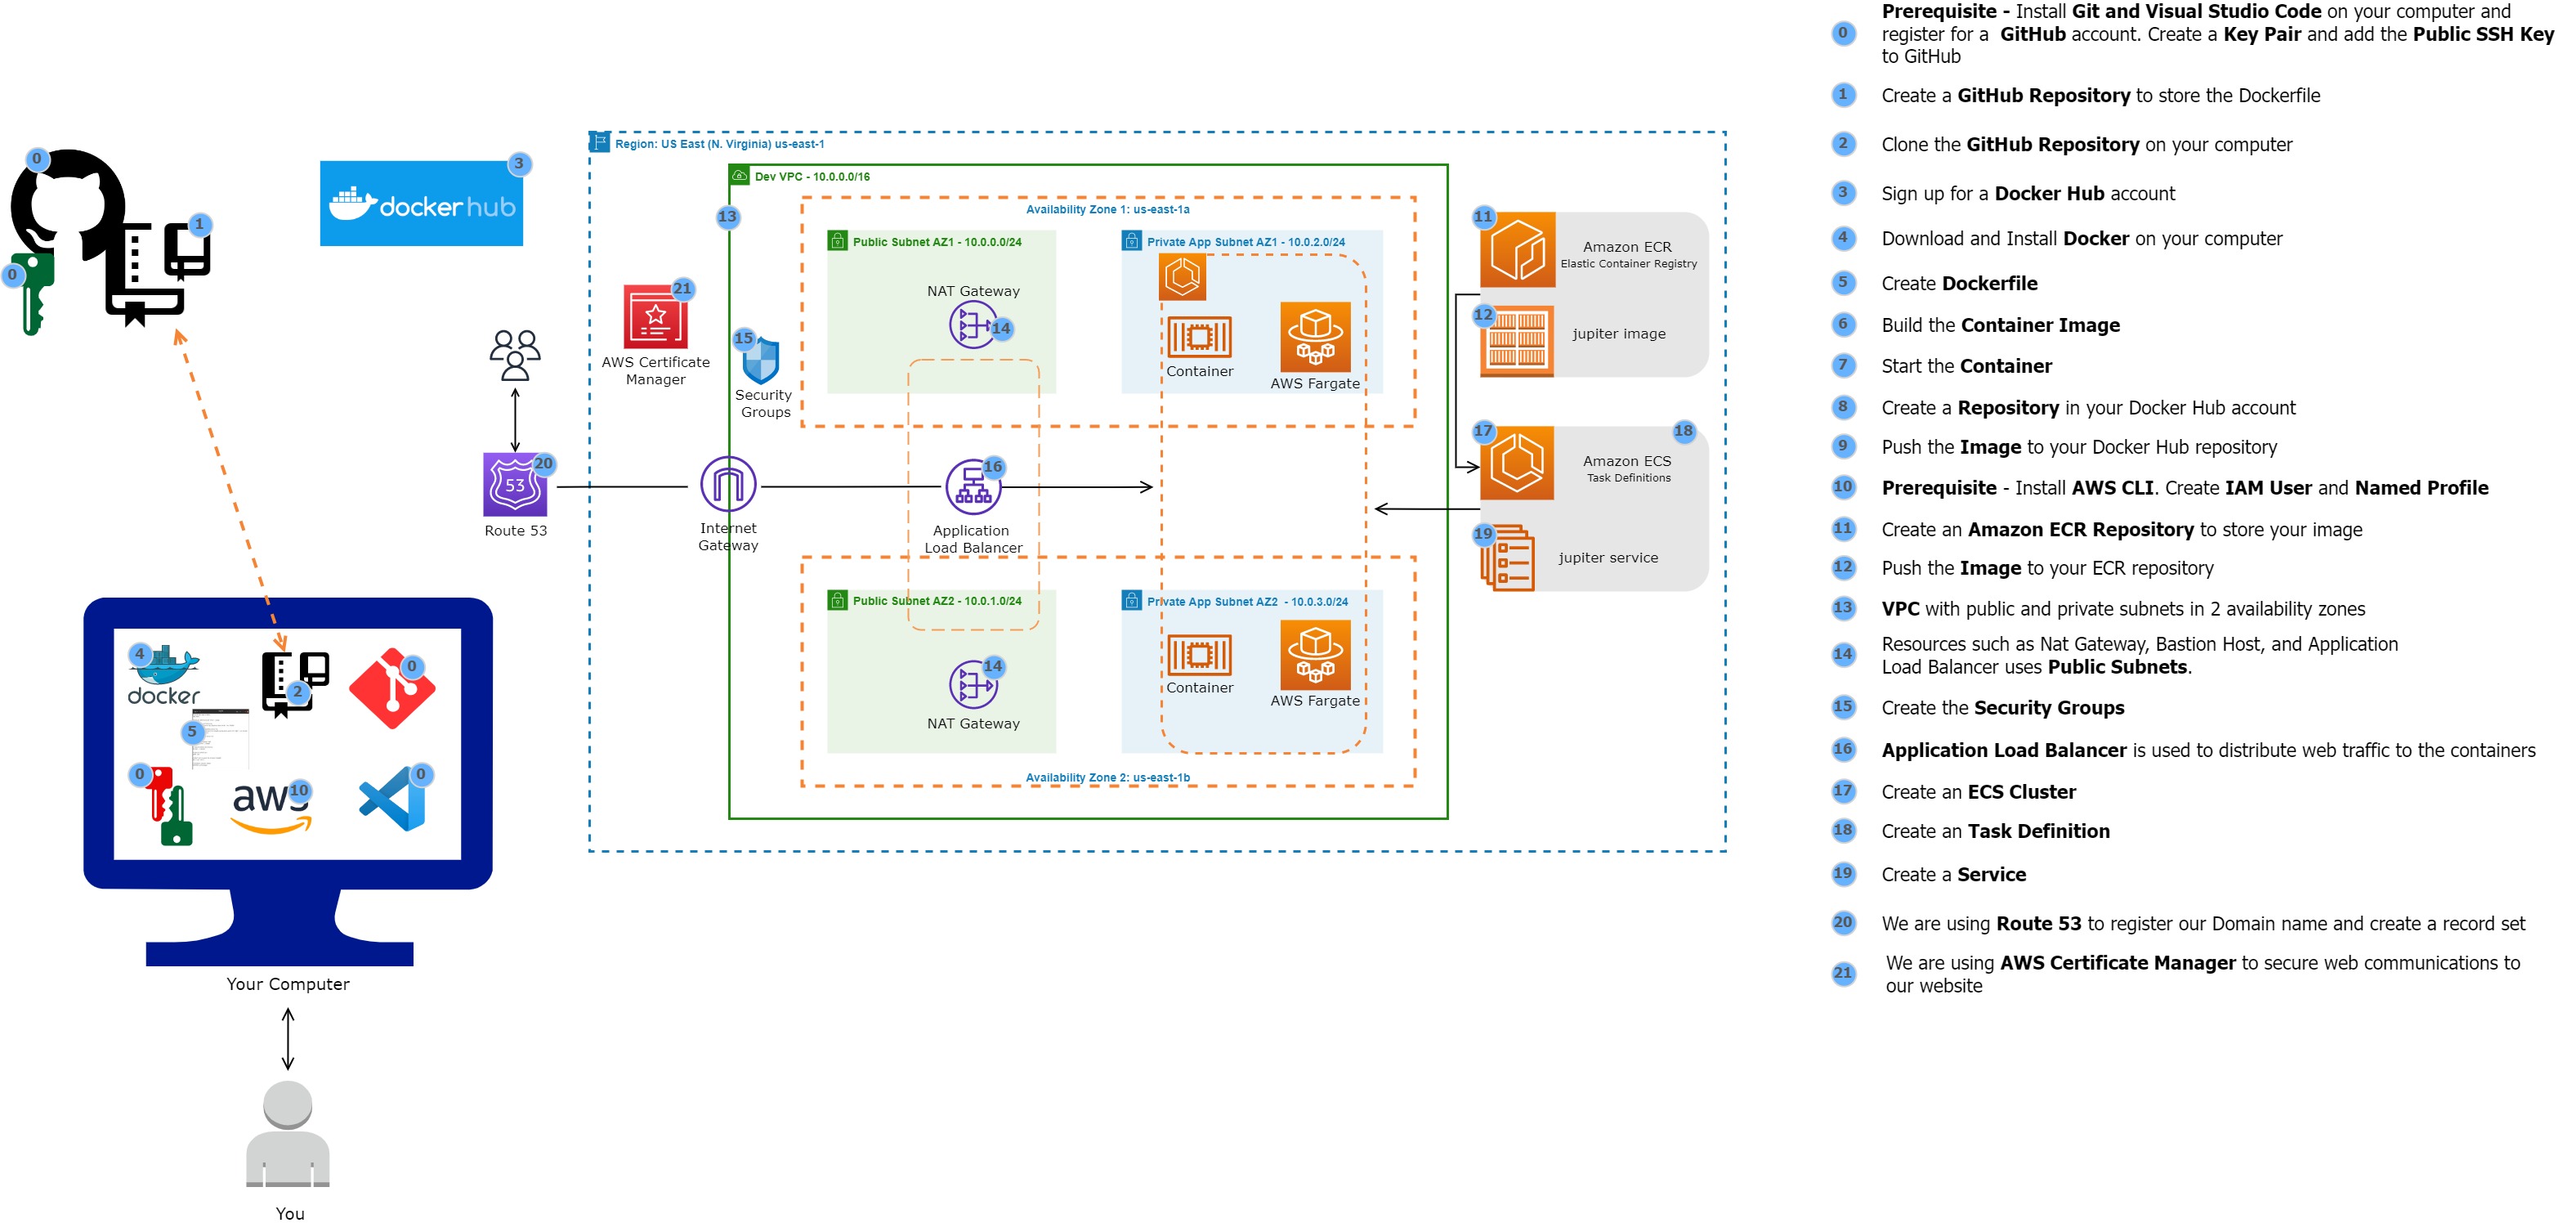 0
1
0
3
docker hub
Region: US East (N. Virginia) us-east-1
Dev VPC - 10.0.0.0/16
13
Availability Zone 1: us-east-1a
Public Subnet AZ1 - 10.0.0.0/24
NAT Gateway
14
Private App Subnet AZ1 - 10.0.2.0/24
Container
AWS Fargate
21
AWS Certificate
Manager
15
Security
Groups
11
Amazon ECR
Elastic Container Registry
12
jupiter image
17
18
Amazon ECS
Task Definitions
19
jupiter service
53
20
Route 53
Internet
Gateway
16
Application
Load Balancer
Public Subnet AZ2 - 10.0.1.0/24
14
NAT Gateway
Private App Subnet AZ2 - 10.0.3.0/24
Container
AWS Fargate
Availability Zone 2: us-east-1b
4
docker
2
0
5
0
aws
10
0
Your Computer
You
0
Prerequisite - Install Git and Visual Studio Code on your computer and
register for a GitHub account. Create a Key Pair and add the Public SSH Key
to GitHub
1 Create a GitHub Repository to store the Dockerfile
2 Clone the GitHub Repository on your computer
3 Sign up for a Docker Hub account
4 Download and Install Docker on your computer
5 Create Dockerfile
6 Build the Container Image
7 Start the Container
8 Create a Repository in your Docker Hub account
9 Push the Image to your Docker Hub repository
10 Prerequisite - Install AWS CLI. Create IAM User and Named Profile
11 Create an Amazon ECR Repository to store your image
12 Push the Image to your ECR repository
13 VPC with public and private subnets in 2 availability zones
14 Resources such as Nat Gateway, Bastion Host, and Application
Load Balancer uses Public Subnets.
15 Create the Security Groups
16 Application Load Balancer is used to distribute web traffic to the containers
17 Create an ECS Cluster
18 Create an Task Definition
19 Create a Service
20 We are using Route 53 to register our Domain name and create a record set
21 We are using AWS Certificate Manager to secure web communications to
our website